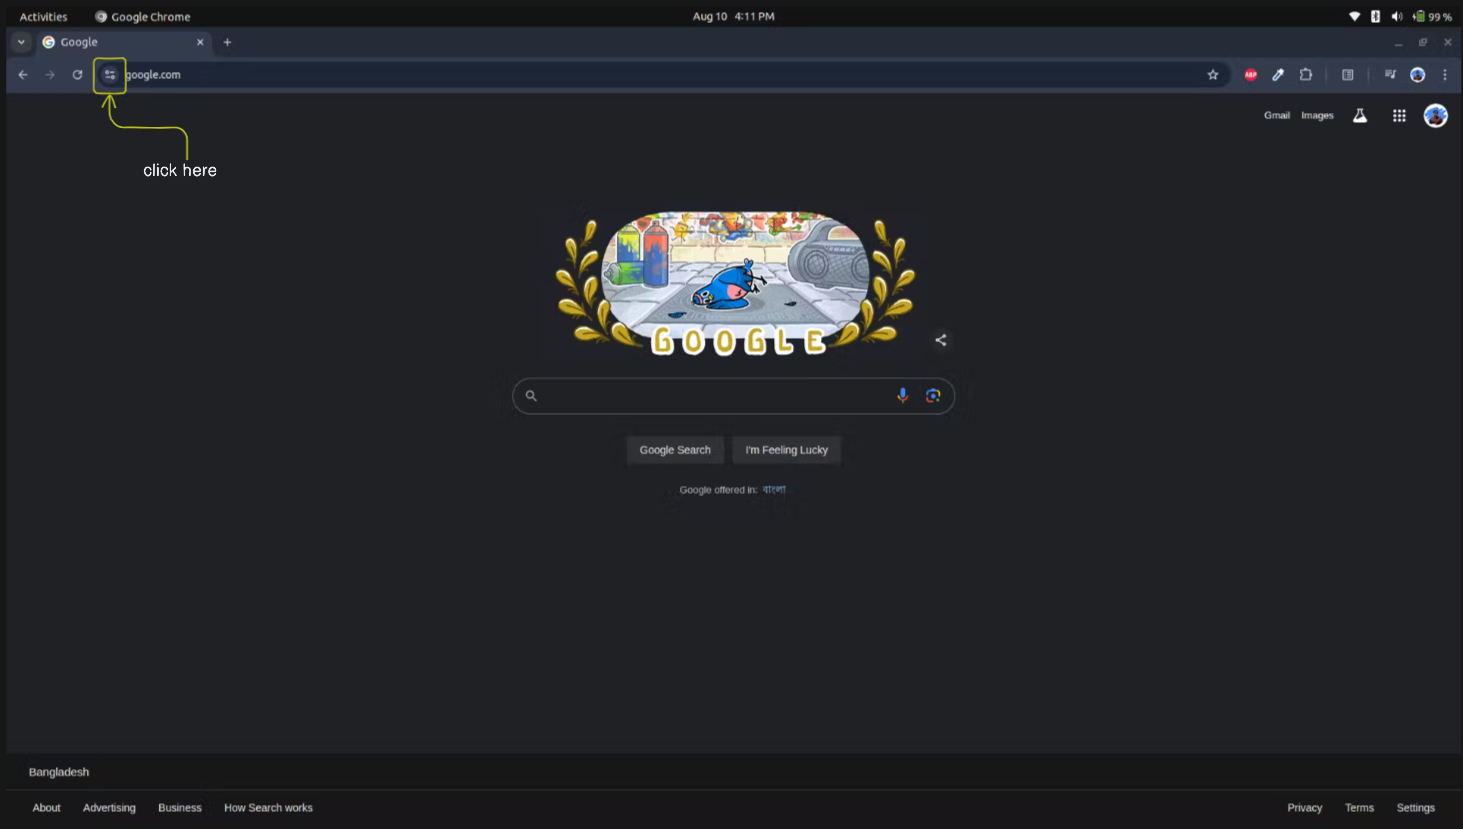 Activities Google Chrome Aug 10 4:11 PM 99 %
Google
google.com
Gmail Images
click here
GOOGLE
Google Search I'm Feeling Lucky
Google offered in: বাংলা
Bangladesh
About Advertising Business How Search works Privacy Terms Settings